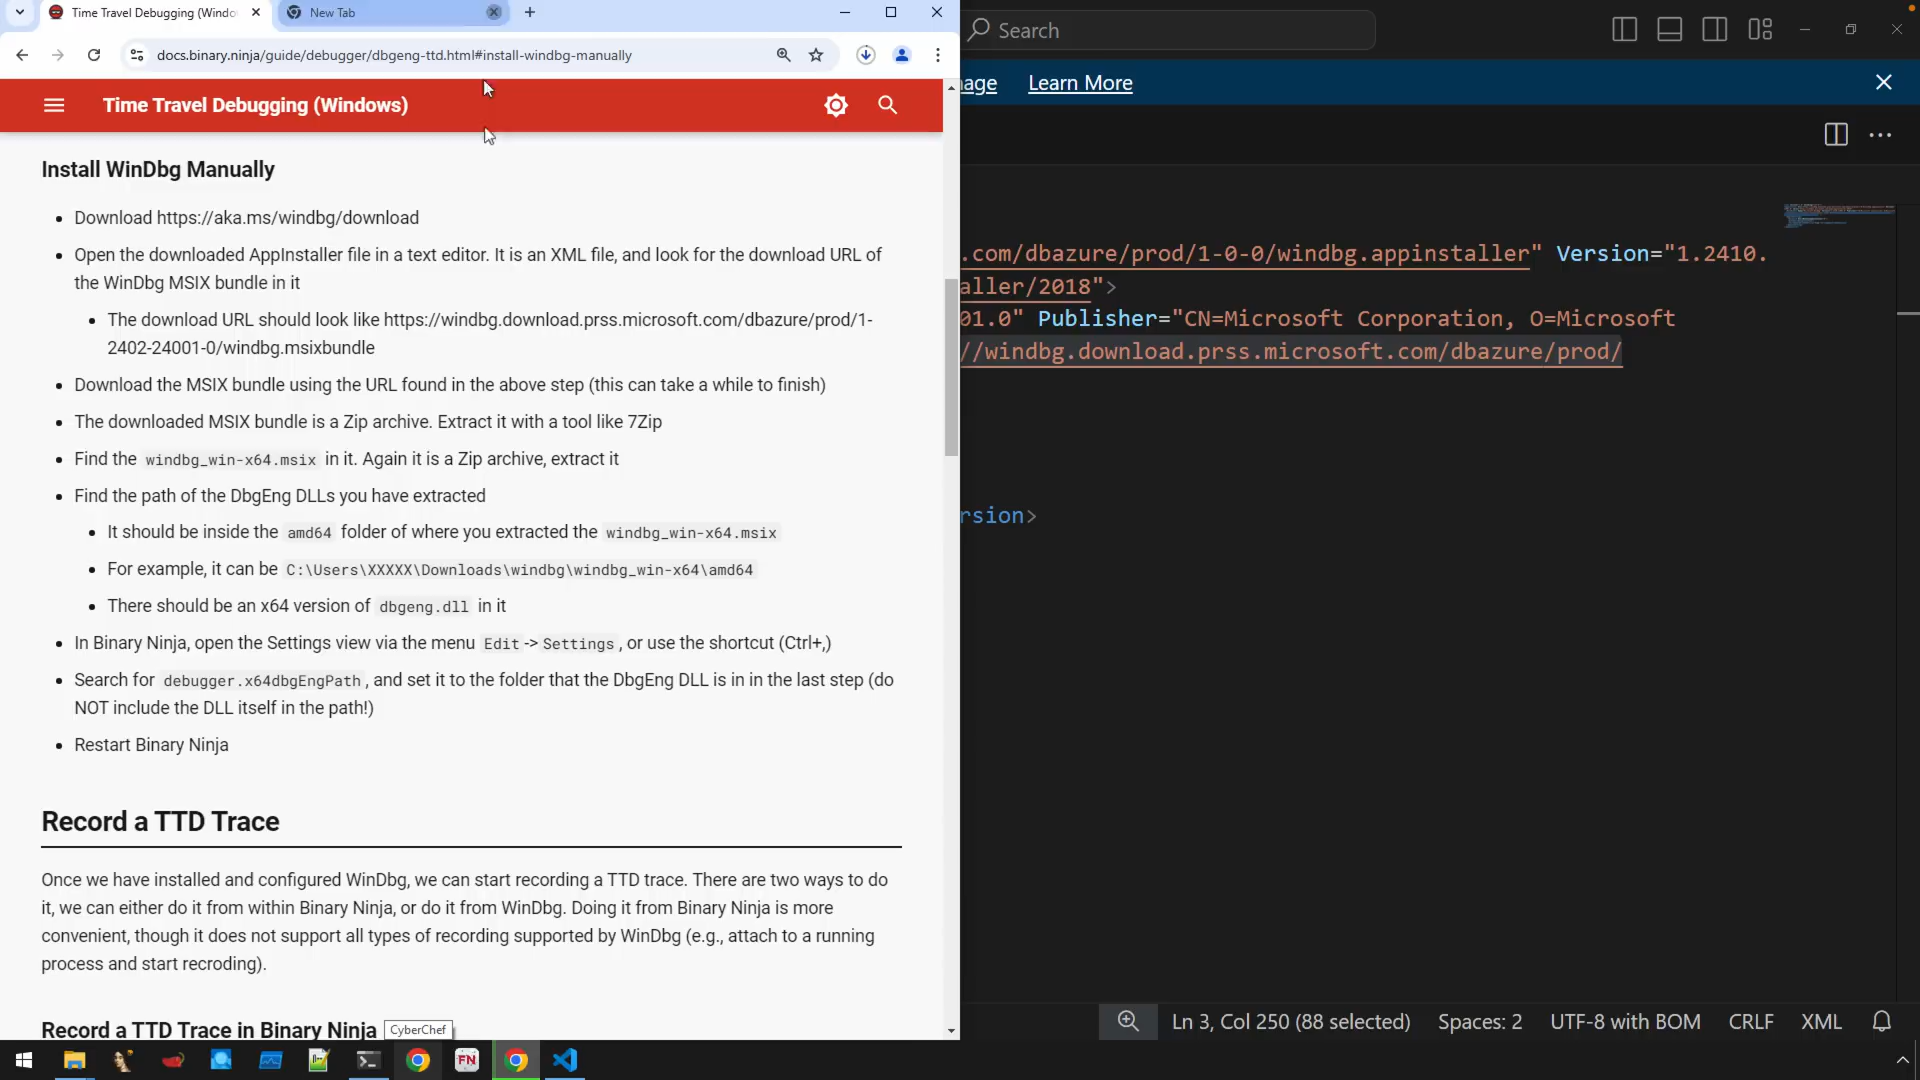 Time Travel Debugging (Windo
New Tab
docs.binary.ninja/guide/debugger/dbgeng-ttd.html#install-windbg-manually
Time Travel Debugging (Windows)
Install WinDbg Manually
Download https://aka.ms/windbg/download
Open the downloaded AppInstaller file in a text editor. It is an XML file, and look for the download URL of
the WinDbg MSIX bundle in it
The download URL should look like https://windbg.download.prss.microsoft.com/dbazure/prod/1-
2402-24001-0/windbg.msixbundle
Download the MSIX bundle using the URL found in the above step (this can take a while to finish)
The downloaded MSIX bundle is a Zip archive. Extract it with a tool like 7Zip
Find the windbg_win-x64.msix in it. Again it is a Zip archive, extract it
Find the path of the DbgEng DLLs you have extracted
It should be inside the amd64 folder of where you extracted the windbg_win-x64.msix
For example, it can be C:\Users\XXXXX\Downloads\windbg\windbg_win-x64\amd64
There should be an x64 version of dbgeng.dll in it
In Binary Ninja, open the Settings view via the menu Edit->Settings, or use the shortcut (Ctrl+,)
Search for debugger.x64dbgEngPath, and set it to the folder that the DbgEng DLL is in in the last step (do
NOT include the DLL itself in the path!)
Restart Binary Ninja
Record a TTD Trace
Once we have installed and configured WinDbg, we can start recording a TTD trace. There are two ways to do
it, we can either do it from within Binary Ninja, or do it from WinDbg. Doing it from Binary Ninja is more
convenient, though it does not support all types of recording supported by WinDbg (e.g., attach to a running
process and start recroding).
Record a TTD Trace in Binary Ninja
CyberChef
FN
Search
age Learn More
.com/dbazure/prod/1-0-0/windbg.appinstaller" Version="1.2410.
aller/2018">
01.0" Publisher="CN=Microsoft Corporation, O=Microsoft
//windbg.download.prss.microsoft.com/dbazure/prod/
rsion>
Ln 3, Col 250 (88 selected) Spaces: 2 UTF-8 with BOM CRLF XML